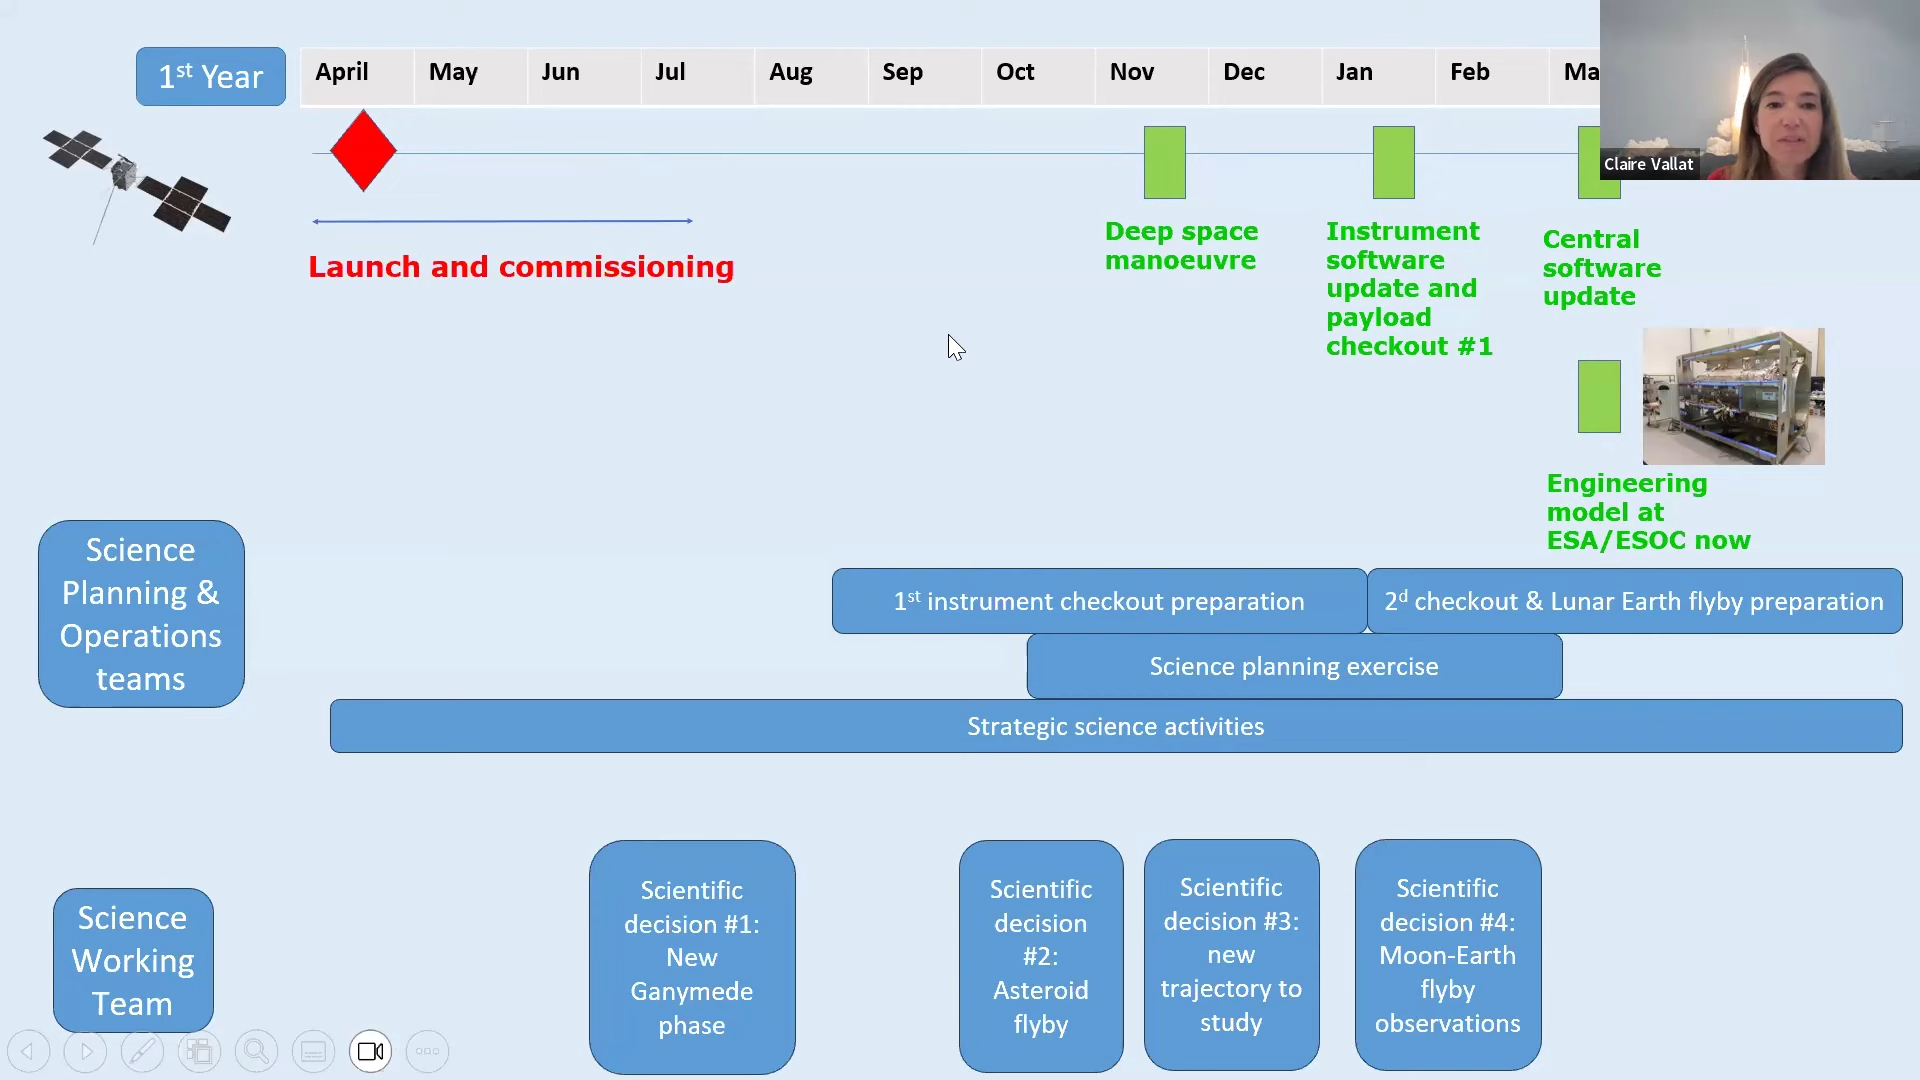 1st Year
April May Jun Jul Aug Sep Oct Nov Dec Jan Feb Ma
Claire Vallat
Launch and commissioning
Deep space
manoeuvre
Instrument
software
update and
payload
checkout #1
Central
software
update
Engineering
model at
ESA/ESOC now
Science
Planning &
Operations
teams
1st instrument checkout preparation
2d checkout & Lunar Earth flyby preparation
Science planning exercise
Strategic science activities
Science
Working
Team
Scientific
decision #1:
New
Ganymede
phase
Scientific
decision
#2:
Asteroid
flyby
Scientific
decision #3:
new
trajectory to
study
Scientific
decision #4:
Moon-Earth
flyby
observations